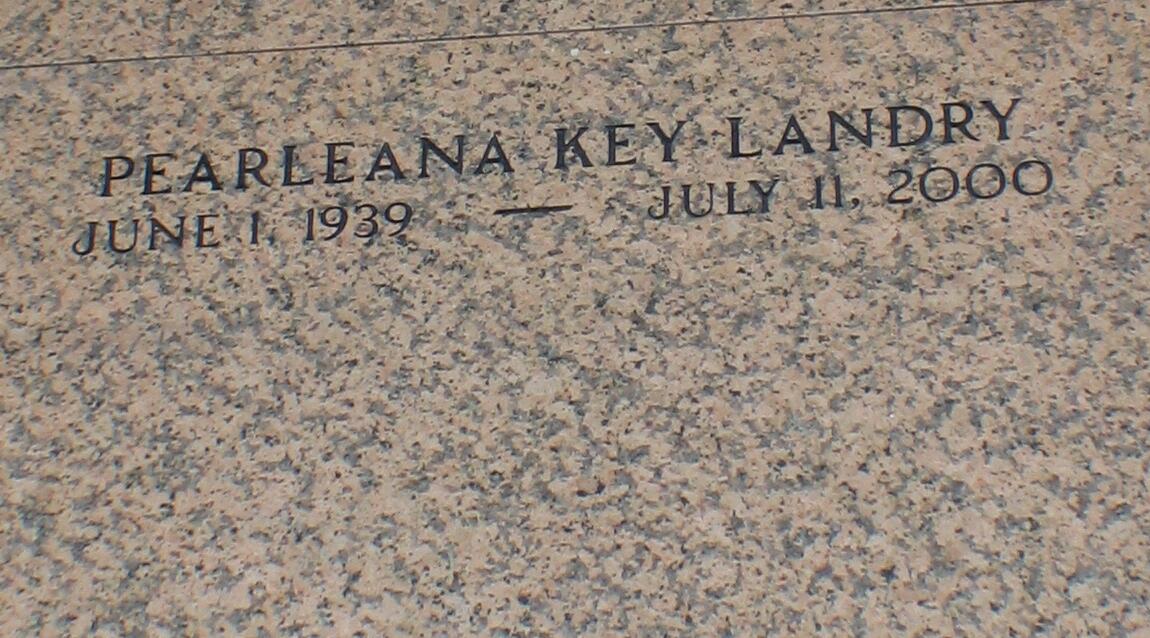 PEARLEANA KEY LANDRY
JUNE 1, 1939 — JULY 11, 2000